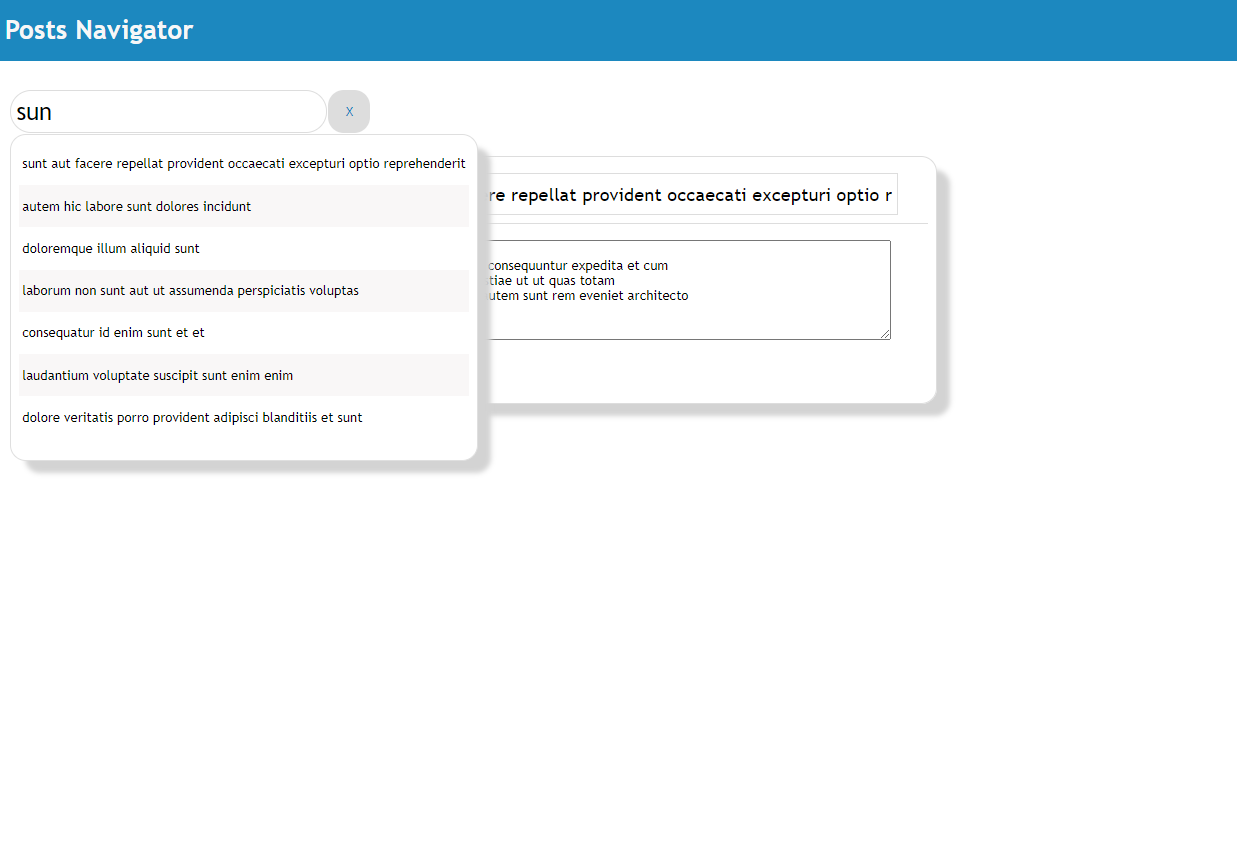 Posts Navigator
sun
X
sunt aut facere repellat provident occaecati excepturi optio reprehenderit
autem hic labore sunt dolores incidunt
doloremque illum aliquid sunt
laborum non sunt aut ut assumenda perspiciatis voluptas
consequatur id enim sunt et et
laudantium voluptate suscipit sunt enim enim
dolore veritatis porro provident adipisci blanditiis et sunt
re repellat provident occaecati excepturi optio r
consequuntur expedita et cum
tiae ut ut quas totam
utem sunt rem eveniet architecto